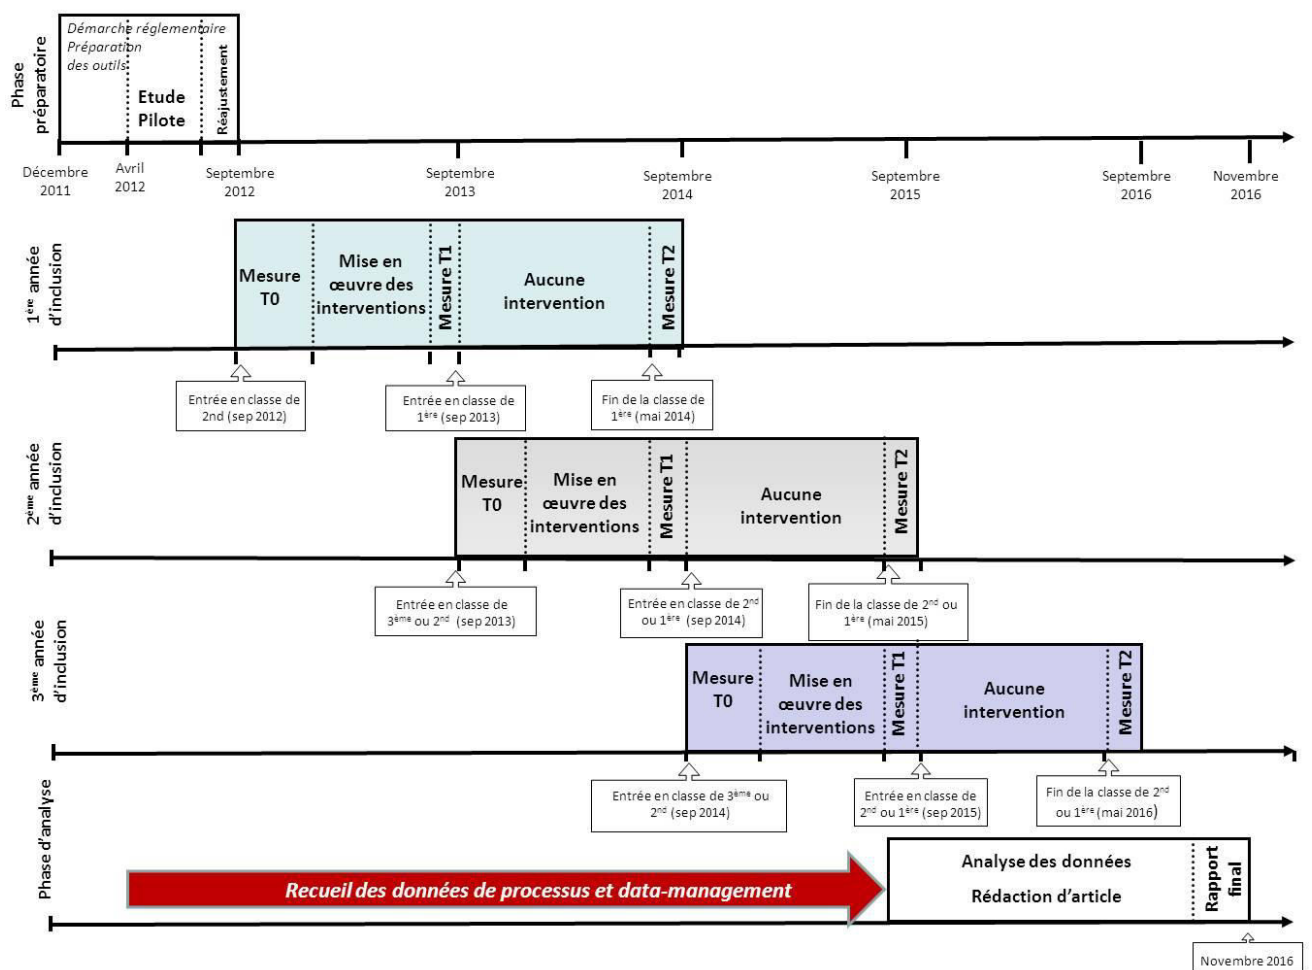 Phase
préparatoire
Démarche réglementaire
Préparation
des outils
Etude
Pilote
Réajustement
Décembre
2011
Avril
2012
Septembre
2012
Septembre
2013
Septembre
2014
Septembre
2015
Septembre
2016
Novembre
2016
1ère année
d'inclusion
Mesure
T0
Mise en
œuvre des
interventions
Mesure T1
Aucune
intervention
Mesure T2
Entrée en classe de
2nd (sep 2012)
Entrée en classe de
1ère (sep 2013)
Fin de la classe de
1ère (mai 2014)
2ème année
d'inclusion
Mesure
T0
Mise en
œuvre des
interventions
Mesure T1
Aucune
intervention
Mesure T2
Entrée en classe de
3ème ou 2nd (sep 2013)
Entrée en classe de 2nd
ou 1ère (sep 2014)
Fin de la classe de 2nd ou
1ère (mai 2015)
3ème année
d'inclusion
Mesure
T0
Mise en
œuvre des
interventions
Mesure T1
Aucune
intervention
Mesure T2
Entrée en classe de 3ème ou
2nd (sep 2014)
Entrée en classe de
2nd ou 1ère (sep 2015)
Fin de la classe de 2nd
ou 1ère (mai 2016)
Phase d'analyse
Recueil des données de processus et data-management
Analyse des données
Rédaction d'article
Rapport
final
Novembre 2016